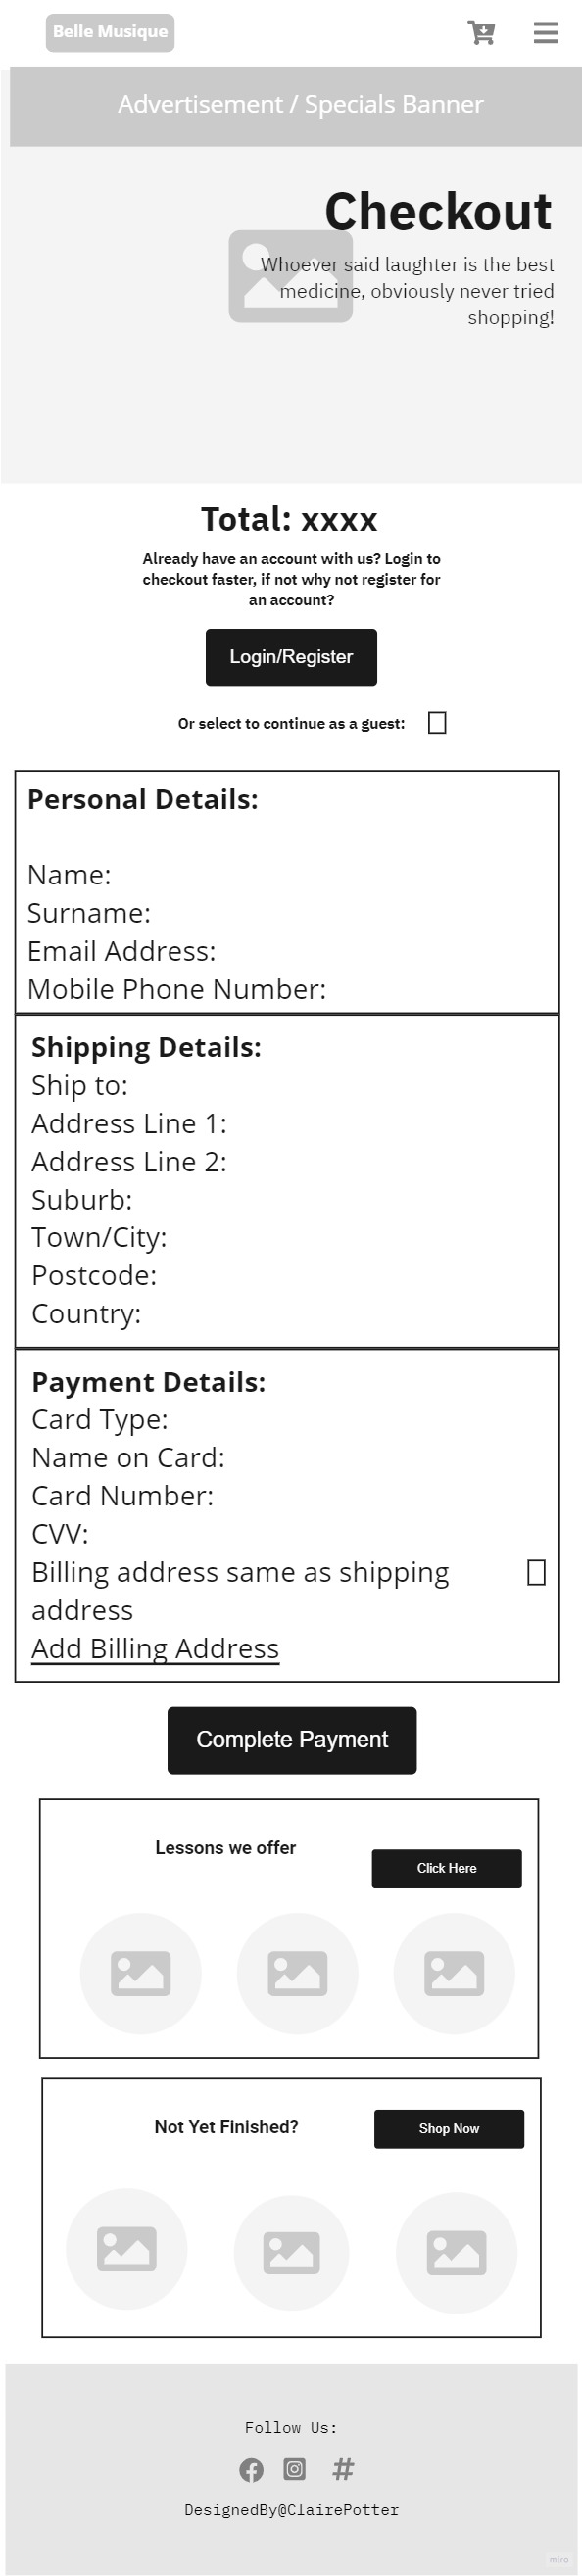 Belle Musique
Advertisement / Specials Banner
Checkout
Whoever said laughter is the best
medicine, obviously never tried
shopping!
Total: xxxx
Already have an account with us? Login to
checkout faster, if not why not register for
an account?
Login/Register
Or select to continue as a guest:
Personal Details:
Name:
Surname:
Email Address:
Mobile Phone Number:
Shipping Details:
Ship to:
Address Line 1:
Address Line 2:
Suburb:
Town/City:
Postcode:
Country:
Payment Details:
Card Type:
Name on Card:
Card Number:
CVV:
Billing address same as shipping
address
Add Billing Address
Complete Payment
Lessons we offer
Click Here
Not Yet Finished?
Shop Now
Follow Us:
#
DesignedBy@ClairePotter
miro